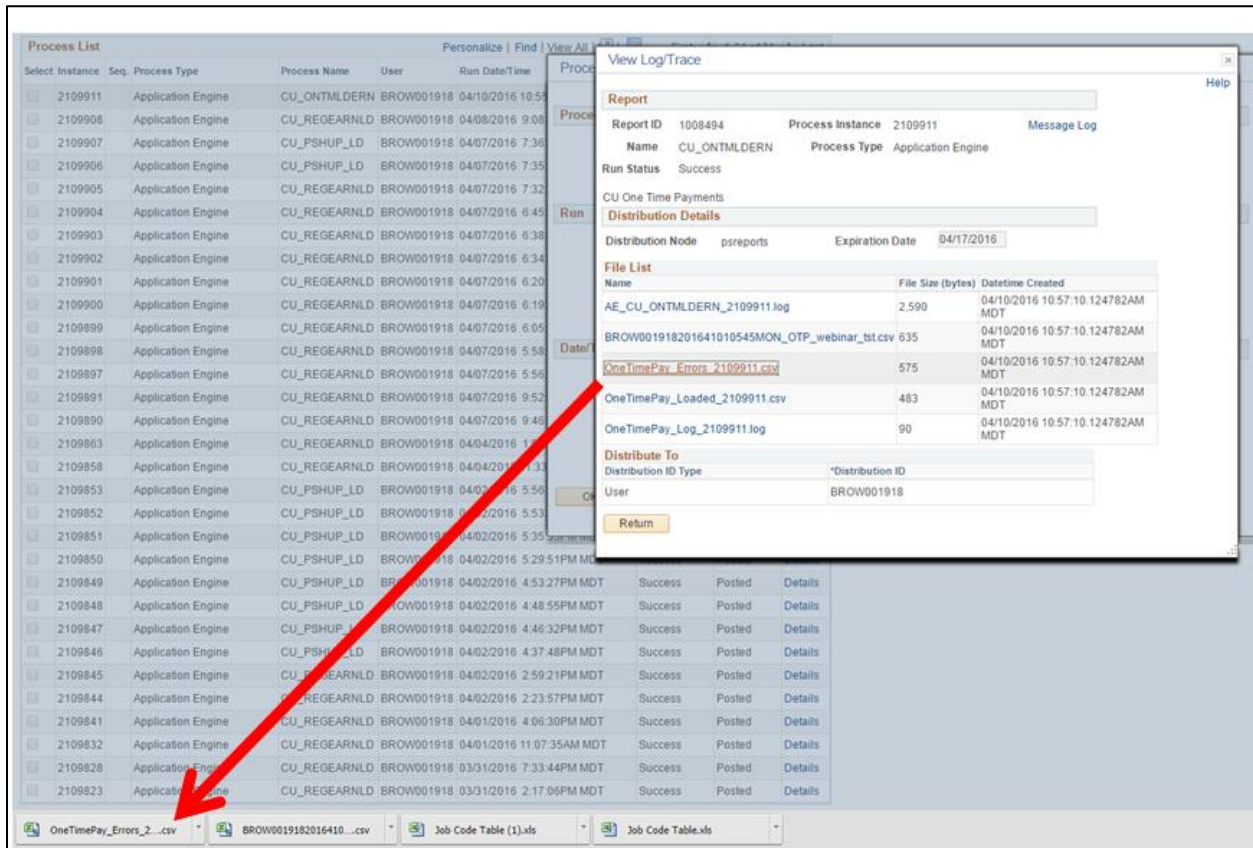 Process List
Personalize | Find | View All
Select Instance Seq. Process Type Process Name User Run Date/Time
2109911 Application Engine CU_ONTMLDERN BROW001918 04/10/2016 10:55
2109908 Application Engine CU_REGEARNLD BROW001918 04/08/2016 9:08
2109907 Application Engine CU_PSHUP_LD BROW001918 04/07/2016 7:36
2109906 Application Engine CU_PSHUP_LD BROW001918 04/07/2016 7:35
2109905 Application Engine CU_REGEARNLD BROW001918 04/07/2016 7:32
2109904 Application Engine CU_REGEARNLD BROW001918 04/07/2016 6:45
2109903 Application Engine CU_REGEARNLD BROW001918 04/07/2016 6:38
2109902 Application Engine CU_REGEARNLD BROW001918 04/07/2016 6:34
2109901 Application Engine CU_REGEARNLD BROW001918 04/07/2016 6:20
2109900 Application Engine CU_REGEARNLD BROW001918 04/07/2016 6:19
2109899 Application Engine CU_REGEARNLD BROW001918 04/07/2016 6:05
2109898 Application Engine CU_REGEARNLD BROW001918 04/07/2016 5:58
2109897 Application Engine CU_REGEARNLD BROW001918 04/07/2016 5:56
2109891 Application Engine CU_REGEARNLD BROW001918 04/07/2016 9:52
2109890 Application Engine CU_REGEARNLD BROW001918 04/07/2016 9:46
2109863 Application Engine CU_REGEARNLD BROW001918 04/04/2016
2109858 Application Engine CU_REGEARNLD BROW001918
2109853 Application Engine CU_PSHUP_LD BROW001918 5:56
2109852 Application Engine CU_PSHUP_LD BROW001918 5:53
2109851 Application Engine CU_PSHUP_LD 04/02/2016 5:35
2109850 Application Engine CU_PSHUP_LD 04/02/2016 5:29:51PM
2109849 Application Engine CU_PSHUP_LD 04/02/2016 4:53:27PM MDT Success Posted Details
2109848 Application Engine CU_PSHUP_LD 04/02/2016 4:48:55PM MDT Success Posted Details
2109847 Application Engine BROW001918 04/02/2016 4:46:32PM MDT Success Posted Details
2109846 Application Engine BROW001918 04/02/2016 4:37:48PM MDT Success Posted Details
2109845 Application Engine BROW001918 04/02/2016 2:59:21PM MDT Success Posted Details
2109844 Application Engine BROW001918 04/02/2016 2:23:57PM MDT Success Posted Details
2109841 Application Engine CU_REGEARNLD BROW001918 04/01/2016 4:06:30PM MDT Success Posted Details
2109832 Application Engine CU_REGEARNLD BROW001918 04/01/2016 11:07:35AM MDT Success Posted Details
2109828 Application CU_REGEARNLD BROW001918 03/31/2016 7:33:44PM MDT Success Posted Details
2109823 CU_REGEARNLD BROW001918 03/31/2016 2:17:06PM MDT Success Posted Details
Proce
Proce
Run
Date/T
View Log/Trace
Help
Report
Report ID 1008494 Process Instance 2109911 Message Log
Name CU_ONTMLDERN Process Type Application Engine
Run Status Success
CU One Time Payments
Distribution Details
Distribution Node psreports Expiration Date 04/17/2016
File List
Name File Size (bytes) Datetime Created
AE_CU_ONTMLDERN_2109911.log 2,590 04/10/2016 10:57:10.124782AM MDT
BROW001918201641010545MON_OTP_webinar_tst.csv 635 04/10/2016 10:57:10.124782AM MDT
OneTimePay_Errors_2109911.csv 575 04/10/2016 10:57:10.124782AM MDT
OneTimePay_Loaded_2109911.csv 483 04/10/2016 10:57:10.124782AM MDT
OneTimePay_Log_2109911.log 90 04/10/2016 10:57:10.124782AM MDT
Distribute To
Distribution ID Type *Distribution ID
User BROW001918
Return
OneTimePay_Errors_2....csv BROW0019182016410....csv Job Code Table (1).xls Job Code Table.xls